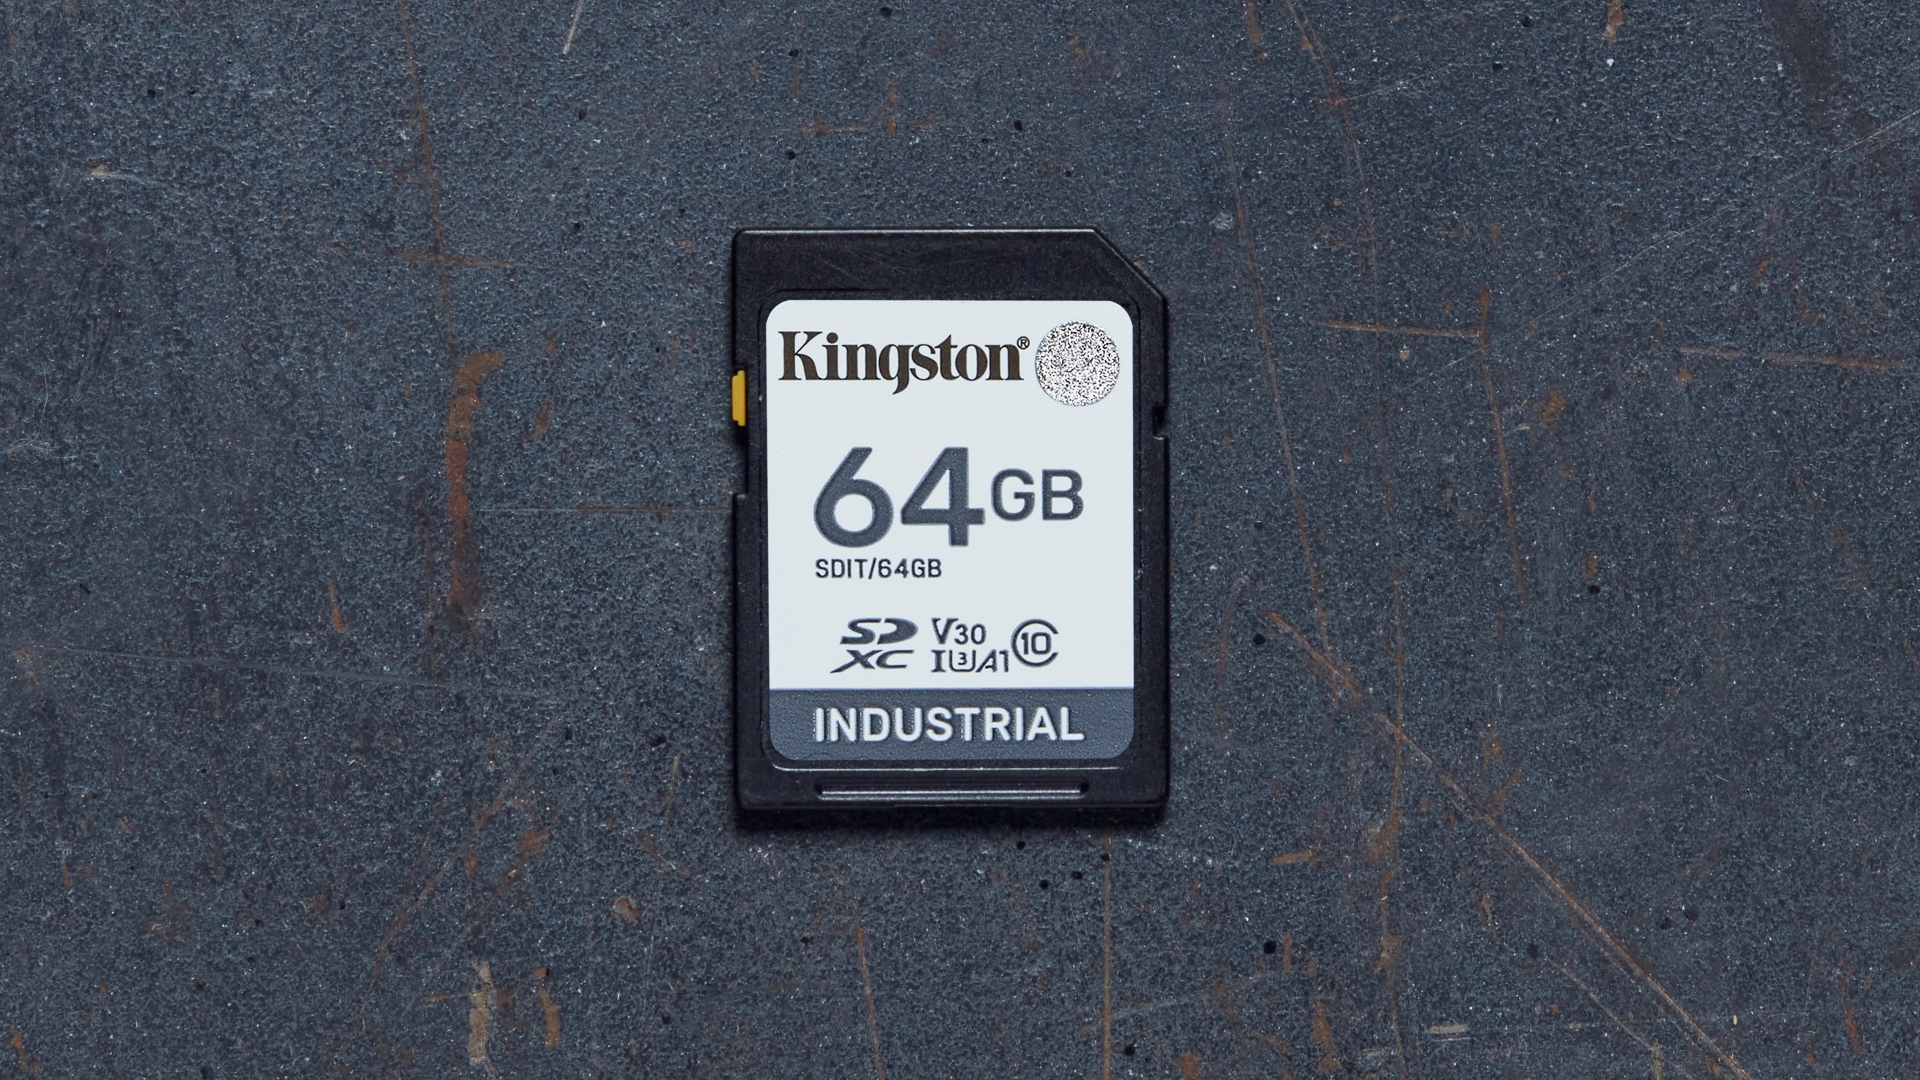 Kingston®
64GB
SDIT/64GB
SD XC V30 I U3 A1 10
INDUSTRIAL